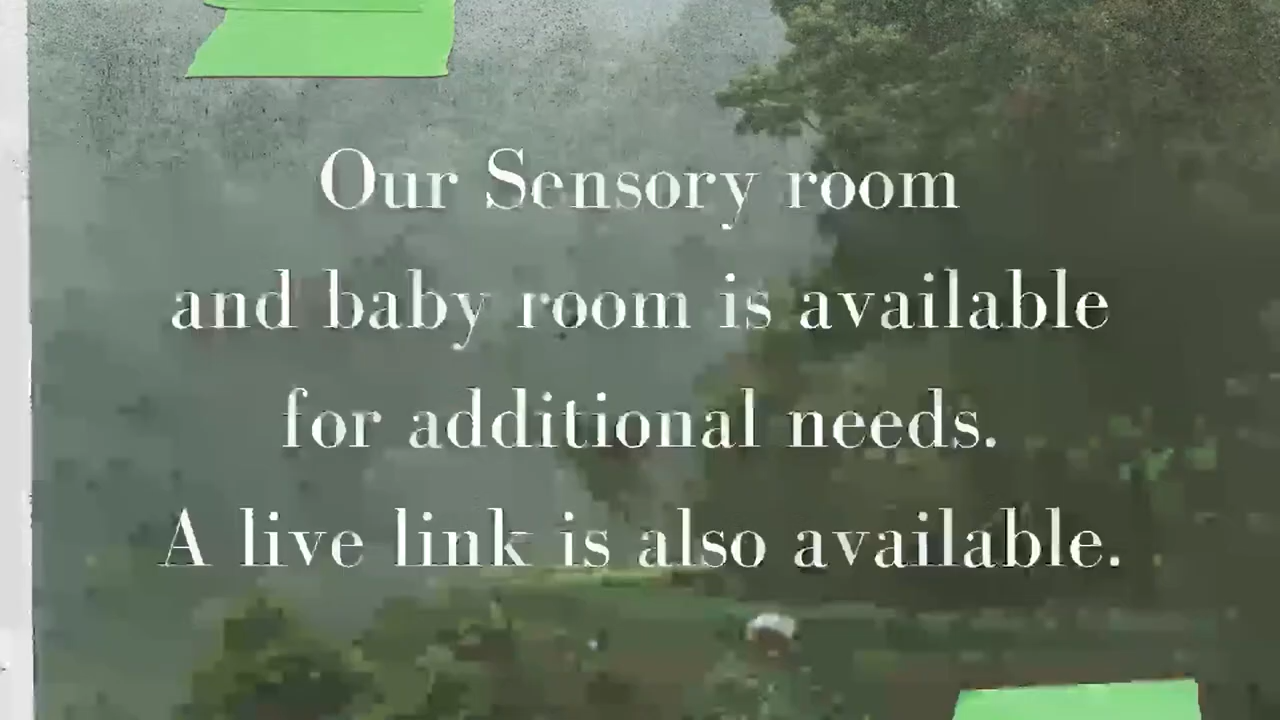 Our Sensory room
and baby room is available
for additional needs.
A live link is also available.